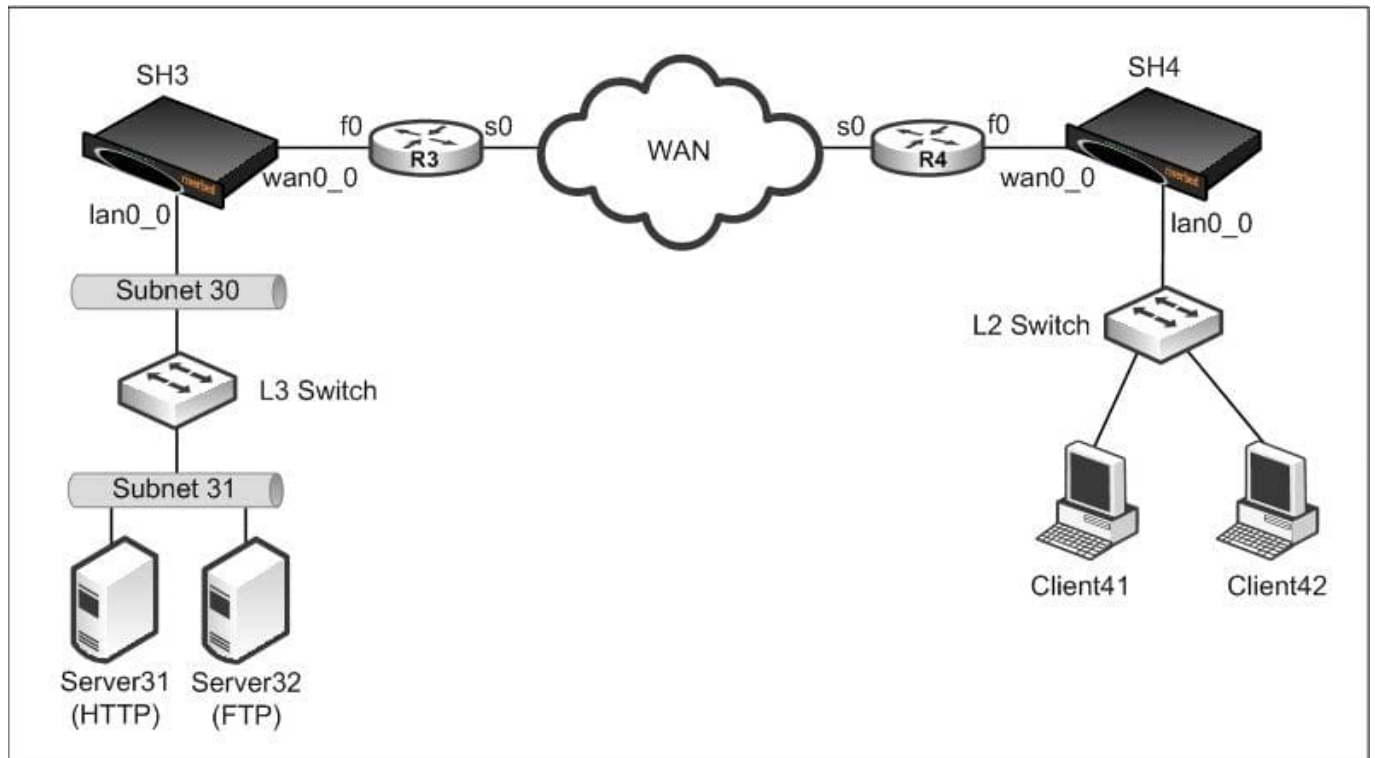 SH3
SH4
f0
s0
s0
f0
R3
WAN
R4
wan0_0
wan0_0
lan0_0
lan0_0
Subnet 30
L2 Switch
L3 Switch
Subnet 31
Client41
Client42
Server31
(HTTP)
Server32
(FTP)